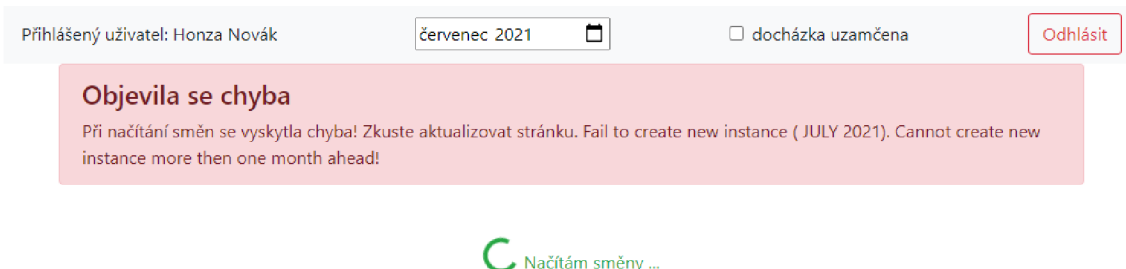 Přihlášený uživatel: Honza Novák červenec 2021 docházka uzamčena Odhlásit
Objevila se chyba
Při načítání směn se vyskytla chyba! Zkuste aktualizovat stránku. Fail to create new instance ( JULY 2021). Cannot create new
instance more then one month ahead!
Načítám směny ...